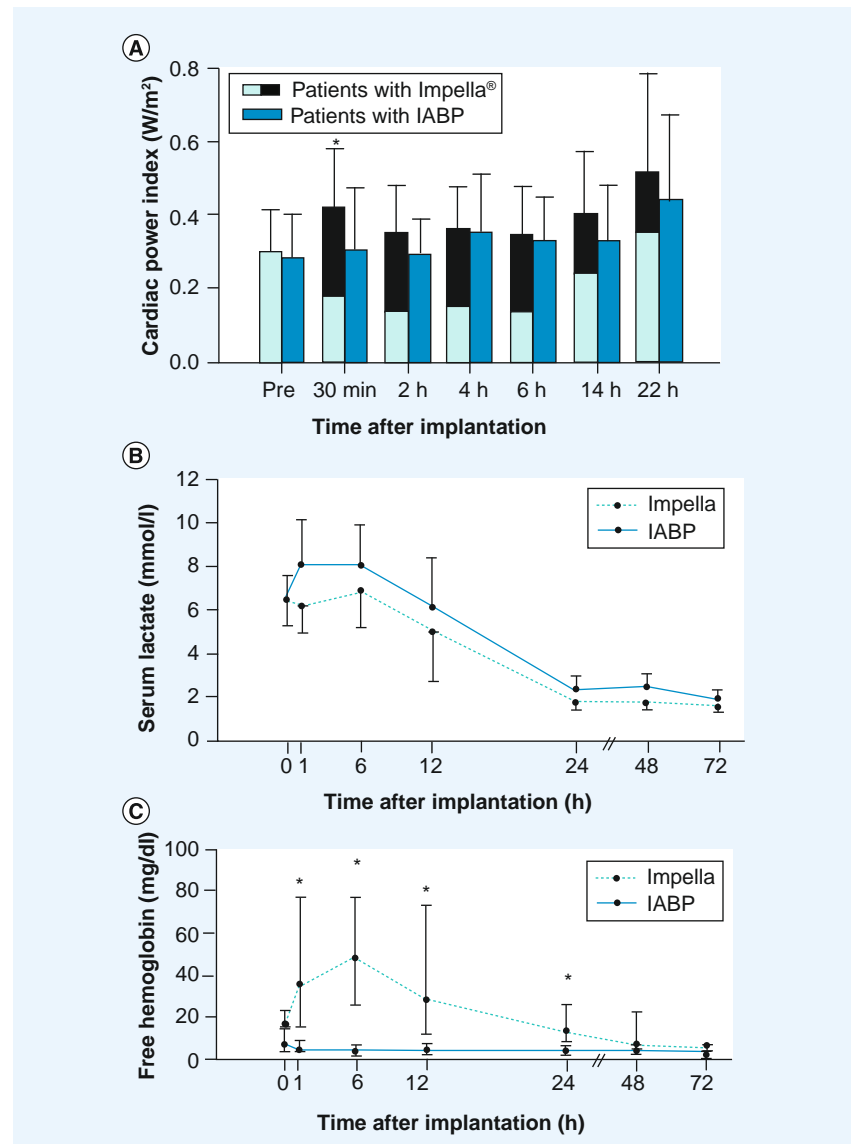 A
Cardiac power index (W/m²)
0.8
0.6
0.4
0.2
0.0
Patients with Impella®
Patients with IABP
*
Pre 30 min 2 h 4 h 6 h 14 h 22 h
Time after implantation
B
Serum lactate (mmol/l)
12
10
8
6
4
2
0
Impella
IABP
0 1 6 12 24 // 48 72
Time after implantation (h)
C
Free hemoglobin (mg/dl)
100
80
60
40
20
0
Impella
IABP
* * * *
0 1 6 12 24 // 48 72
Time after implantation (h)